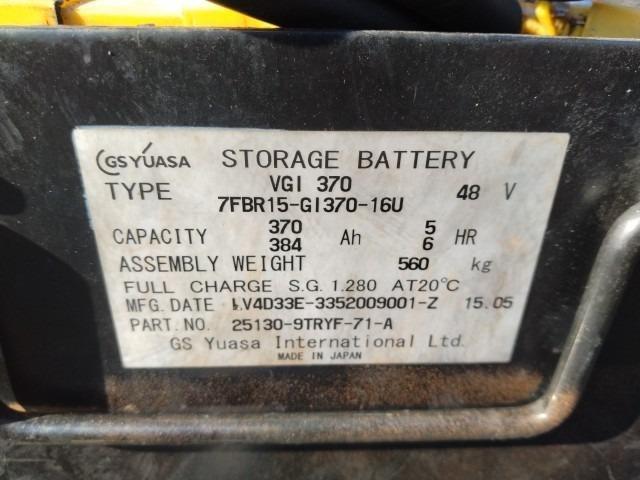 GS YUASA STORAGE BATTERY
TYPE VGI 370 48 V
7FBR15-GI370-16U
CAPACITY 370 Ah 5 HR
384 6
ASSEMBLY WEIGHT 560 kg
FULL CHARGE S.G. 1.280 AT20°C
MFG. DATE LV4D33E-3352009001-Z 15.05
PART. NO. 25130-9TRYF-71-A
GS Yuasa International Ltd.
MADE IN JAPAN